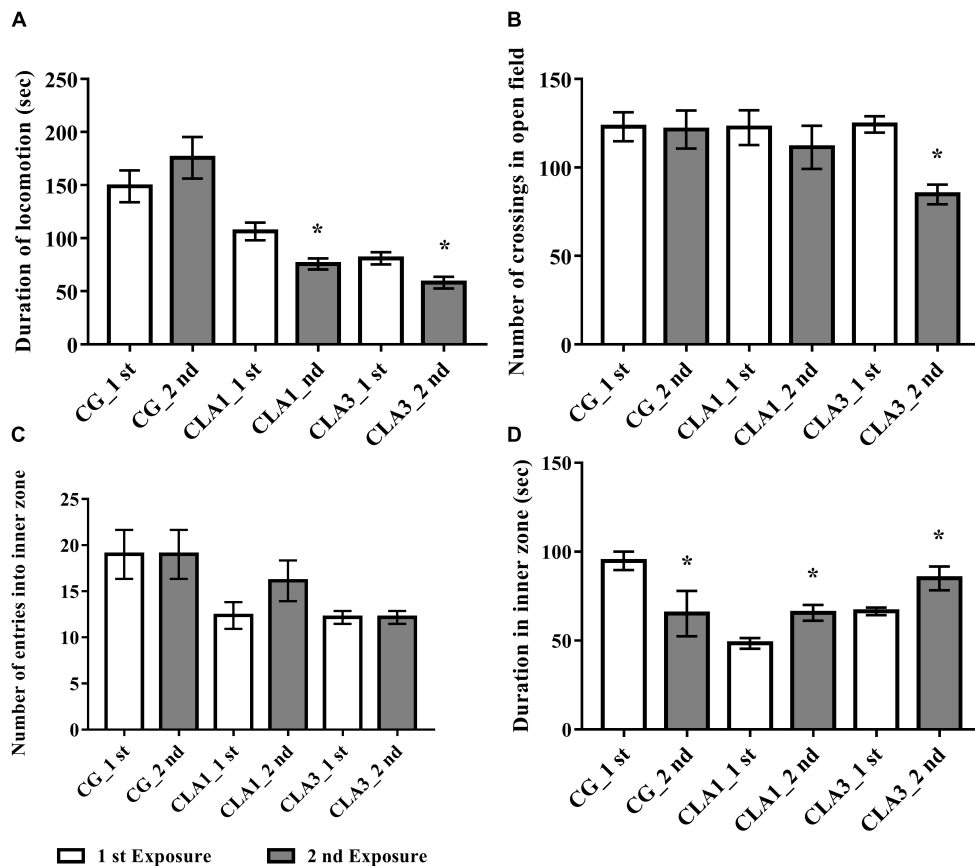 A
Duration of locomotion (sec)
250
200
150
100
50
0
CG_1 st
CG_2 nd
CLA1_1 st
CLA1_nd
CLA3_1 st
CLA3_2 nd
*
*
B
Number of crossings in open field
150
100
50
0
CG_1 st
CG_2 nd
CLA1_1 st
CLA1_2 nd
CLA3_1 st
CLA3_2 nd
*
C
Number of entries into inner zone
25
20
15
10
5
0
CG_1 st
CG_2 nd
CLA1_1 st
CLA1_2 nd
CLA3_1 st
CLA3_2 nd
D
Duration in inner zone (sec)
150
100
50
0
CG_1 st
CG_2 nd
CLA1_1 st
CLA1_2 nd
CLA3_1 st
CLA3_2 nd
*
*
*
1 st Exposure
2 nd Exposure